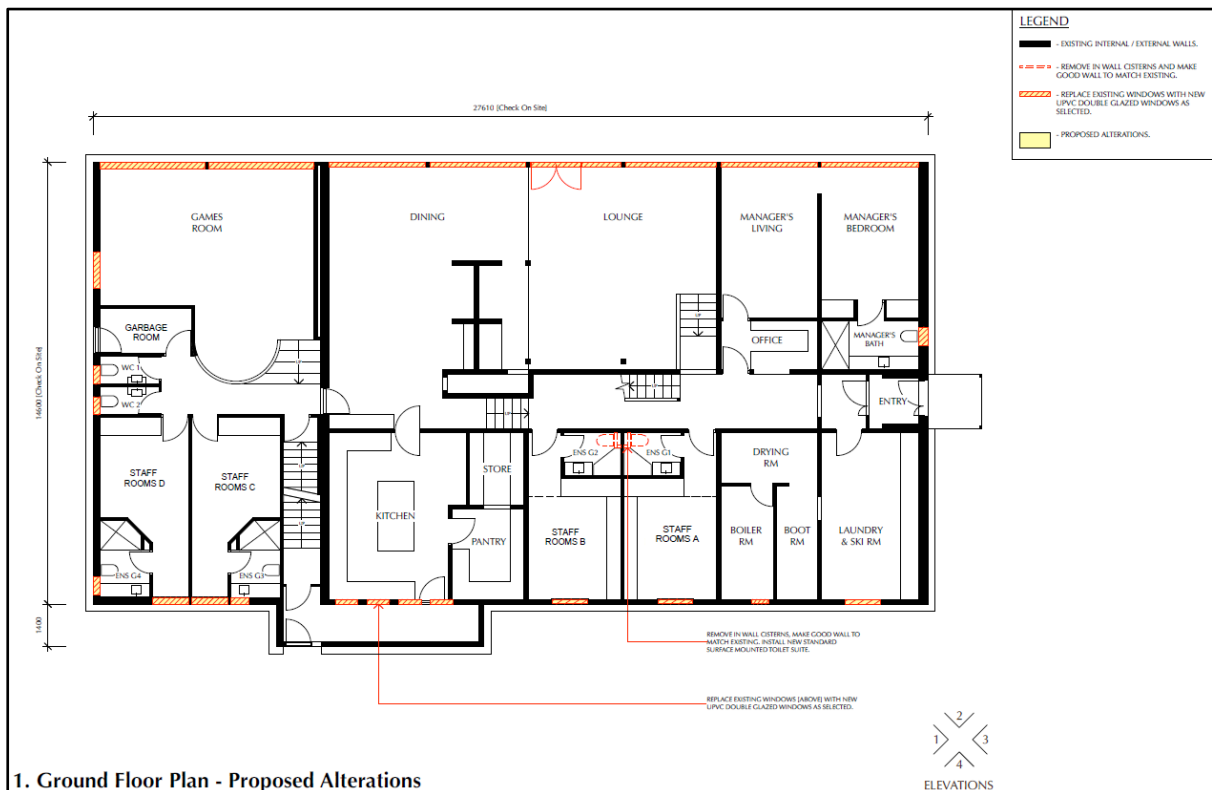 LEGEND
- EXISTING INTERNAL / EXTERNAL WALLS.
- REMOVE IN WALL CISTERNS AND MAKE
GOOD WALL TO MATCH EXISTING.
- REPLACE EXISTING WINDOWS WITH NEW
UPVC DOUBLE GLAZED WINDOWS AS
SELECTED.
- PROPOSED ALTERATIONS.
27610 [Check On Site]
14600 [Check On Site]
1400
GAMES
ROOM
DINING
LOUNGE
MANAGER'S
LIVING
MANAGER'S
BEDROOM
GARBAGE
ROOM
UP
OFFICE
MANAGER'S
BATH
WC 1
UP
UP
WC 2
UP
ENTRY
STAFF
ROOMS D
STAFF
ROOMS C
UP
UP
KITCHEN
STORE
PANTRY
ENS G2
ENS G1
STAFF
ROOMS B
STAFF
ROOMS A
DRYING
RM
BOILER
RM
BOOT
RM
LAUNDRY
& SKI RM
ENS G4
ENS G3
REMOVE IN WALL CISTERNS, MAKE GOOD WALL TO
MATCH EXISTING. INSTALL NEW STANDARD
SURFACE MOUNTED TOILET SUITE.
REPLACE EXISTING WINDOWS [ABOVE] WITH NEW
UPVC DOUBLE GLAZED WINDOWS AS SELECTED.
2
1 3
4
ELEVATIONS
1. Ground Floor Plan - Proposed Alterations